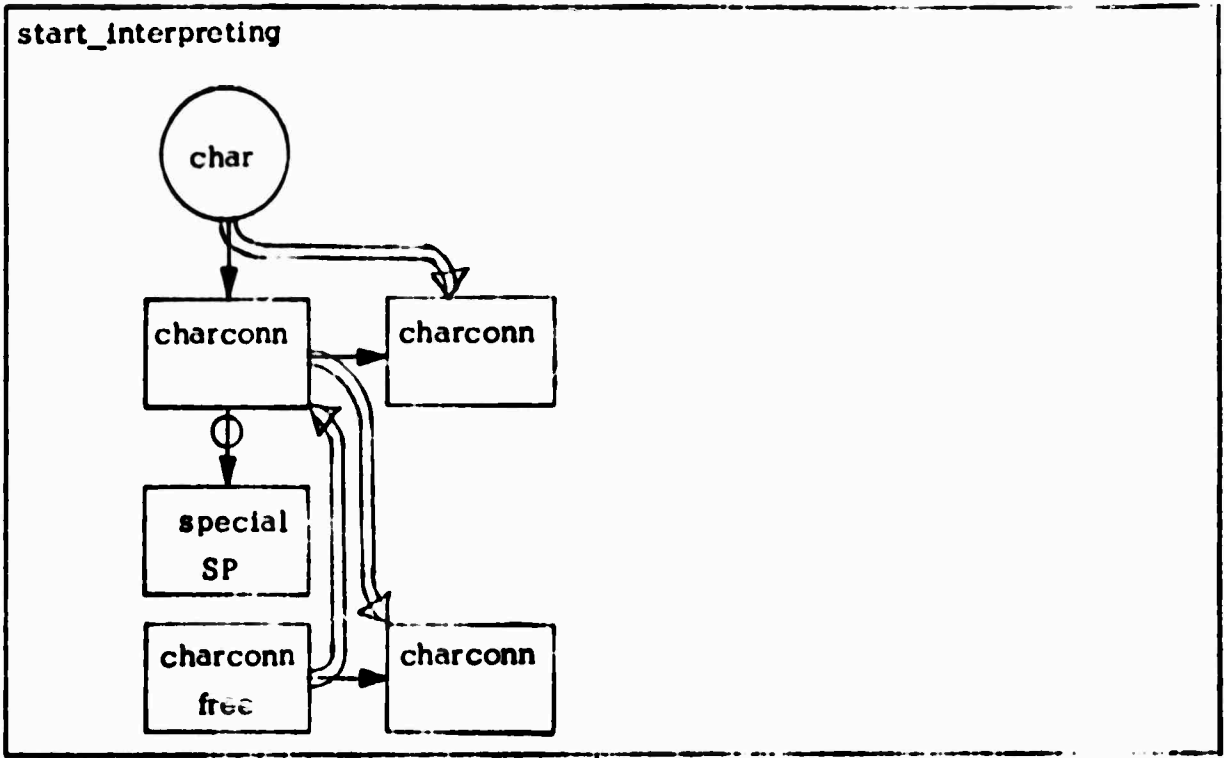 start_interpreting
char
charconn
charconn
special
SP
charconn
free
charconn